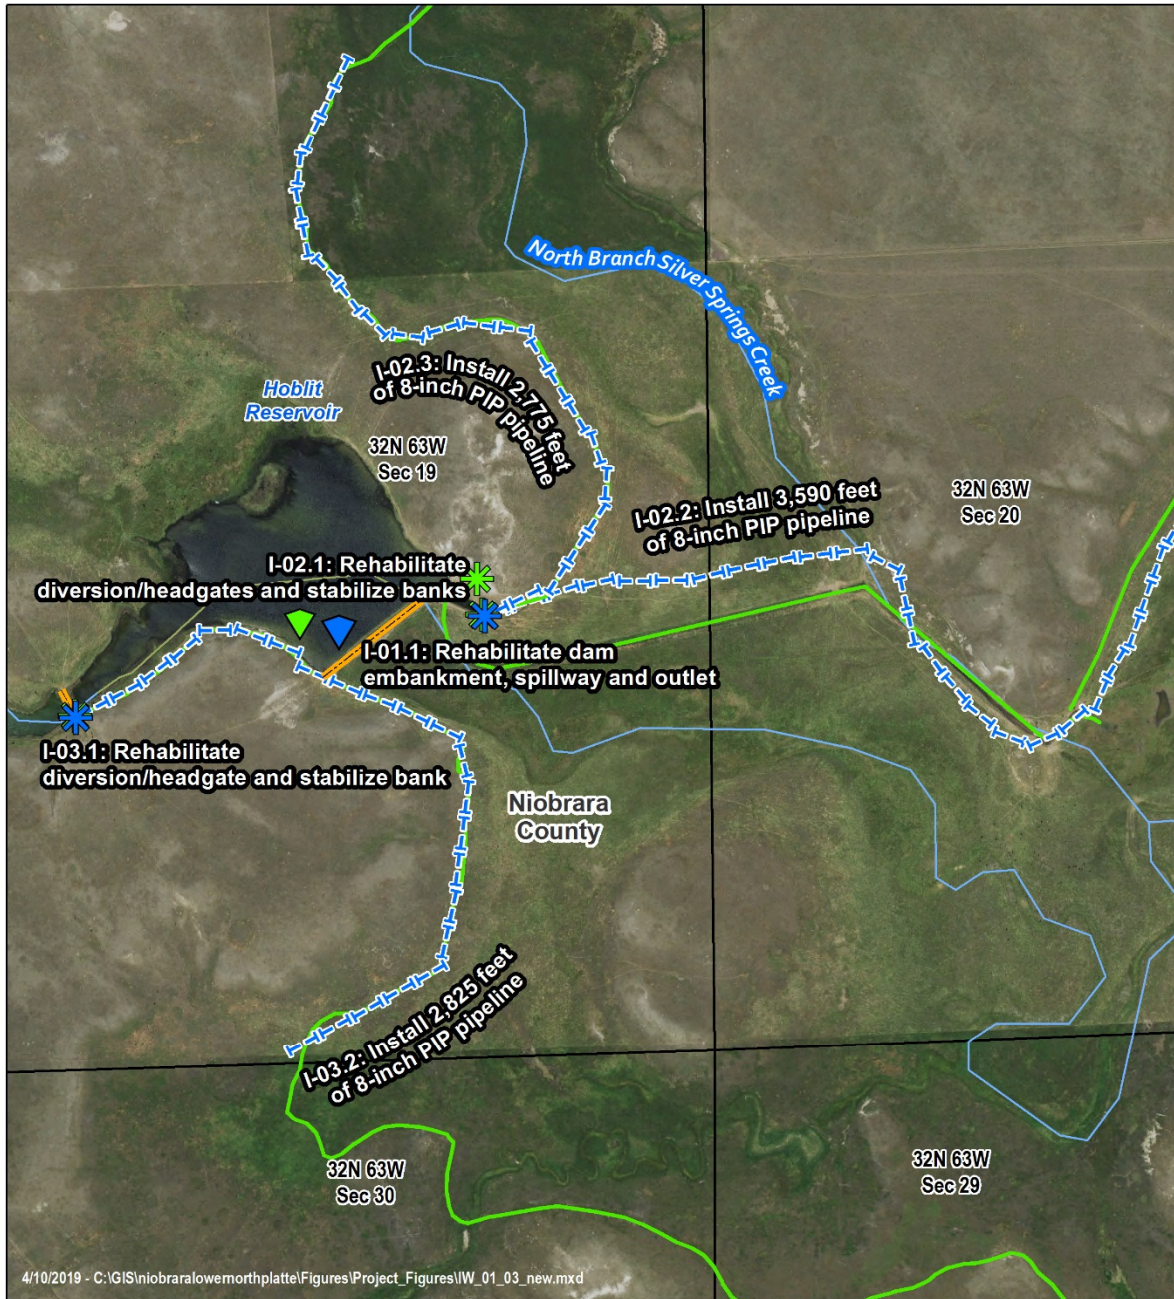 North Branch Silver Springs Creek
I-02.3: Install 2,775 feet
of 8-inch PIP pipeline
Hoblit
Reservoir
32N 63W
Sec 19
I-02.2: Install 3,590 feet
of 8-inch PIP pipeline
32N 63W
Sec 20
I-02.1: Rehabilitate
diversion/headgates and stabilize banks
I-01.1: Rehabilitate dam
embankment, spillway and outlet
I-03.1: Rehabilitate
diversion/headgate and stabilize bank
Niobrara
County
I-03.2: Install 2,825 feet
of 8-inch PIP pipeline
32N 63W
Sec 30
32N 63W
Sec 29
4/10/2019 - C:\GIS\niobraralowernorthplatte\Figures\Project_Figures\IW_01_03_new.mxd